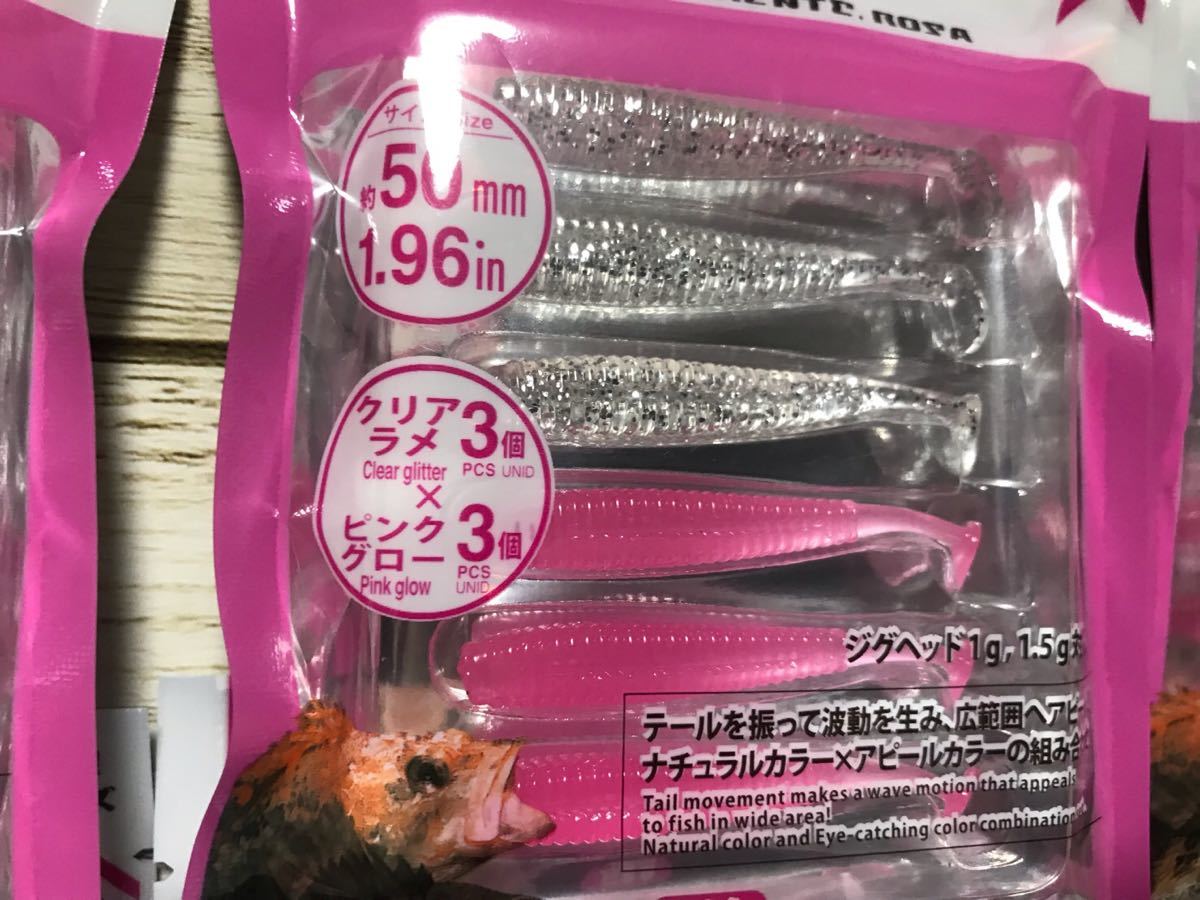 サイズ Size
約50mm
1.96in
クリア
ラメ
Clear glitter
3個
PCS UNID
×
ピンク
グロー
Pink glow
3個
PCS
UNID
ジグヘッド1g,1.5g
テールを振って波動を生み、広範囲へアピー
ナチュラルカラー×アピールカラーの組み合
Tail movement makes a wave motion that appeals
to fish in wide area!
Natural color and Eye-catching color combination